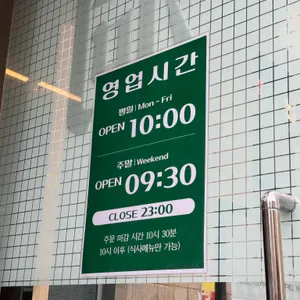 영업시간
평일 | Mon - Fri
OPEN 10:00
주말 | Weekend
OPEN 09:30
CLOSE 23:00
주문 마감 시간 10시 30분
10시 이후 (식사메뉴만 가능)